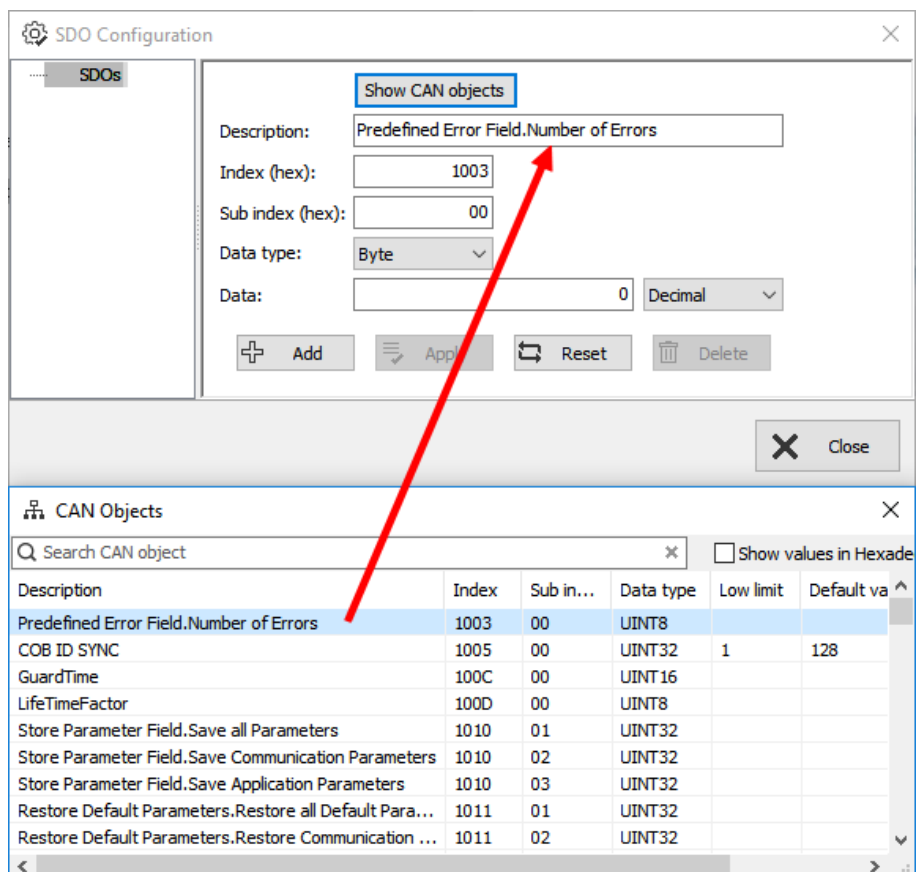 SDO Configuration
SDOs
Show CAN objects
Description: Predefined Error Field.Number of Errors
Index (hex): 1003
Sub index (hex): 00
Data type: Byte
Data: 0 Decimal
Add Apply Reset Delete
Close
CAN Objects
Search CAN object Show values in Hexade
Description Index Sub in... Data type Low limit Default va
Predefined Error Field.Number of Errors 1003 00 UINT8
COB ID SYNC 1005 00 UINT32 1 128
GuardTime 100C 00 UINT16
LifeTimeFactor 100D 00 UINT8
Store Parameter Field.Save all Parameters 1010 01 UINT32
Store Parameter Field.Save Communication Parameters 1010 02 UINT32
Store Parameter Field.Save Application Parameters 1010 03 UINT32
Restore Default Parameters.Restore all Default Para... 1011 01 UINT32
Restore Default Parameters.Restore Communication ... 1011 02 UINT32